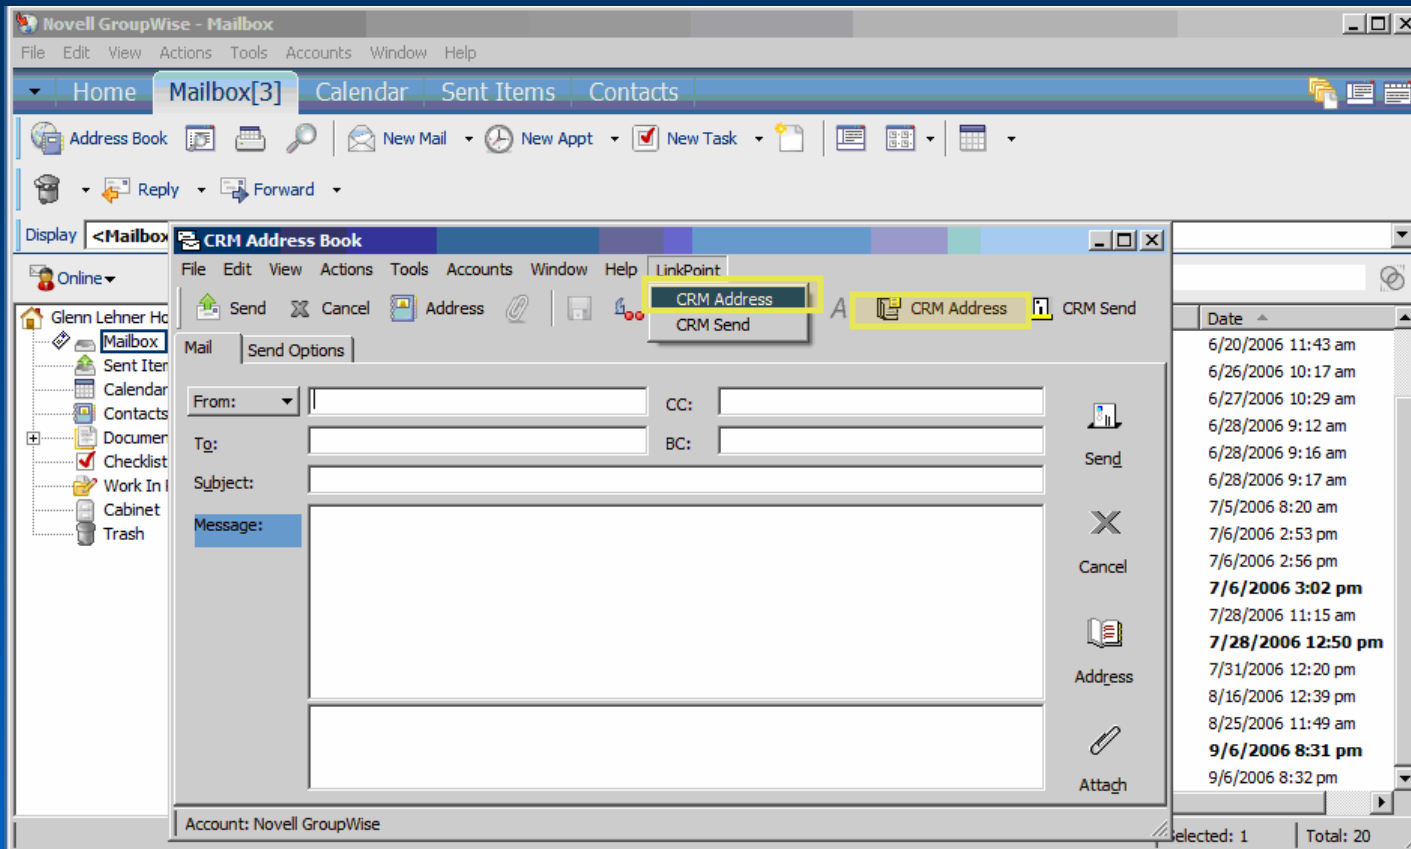 Novell GroupWise - Mailbox
File Edit View Actions Tools Accounts Window Help
Home Mailbox[3] Calendar Sent Items Contacts
Address Book New Mail New Appt New Task
Reply Forward
Display <Mailbox
Online
Glenn Lehner Ho
Mailbox
Sent Iter
Calendar
Contacts
Documen
Checklist
Work In
Cabinet
Trash
CRM Address Book
File Edit View Actions Tools Accounts Window Help LinkPoint
Send Cancel Address A CRM Address CRM Send
CRM Address
CRM Send
Mail Send Options
From: CC:
To: BC:
Subject:
Message:
Send
Cancel
Address
Attach
Account: Novell GroupWise
Date
6/20/2006 11:43 am
6/26/2006 10:17 am
6/27/2006 10:29 am
6/28/2006 9:12 am
6/28/2006 9:16 am
6/28/2006 9:17 am
7/5/2006 8:20 am
7/6/2006 2:53 pm
7/6/2006 2:56 pm
7/6/2006 3:02 pm
7/28/2006 11:15 am
7/28/2006 12:50 pm
7/31/2006 12:20 pm
8/16/2006 12:39 pm
8/25/2006 11:49 am
9/6/2006 8:31 pm
9/6/2006 8:32 pm
elected: 1 Total: 20